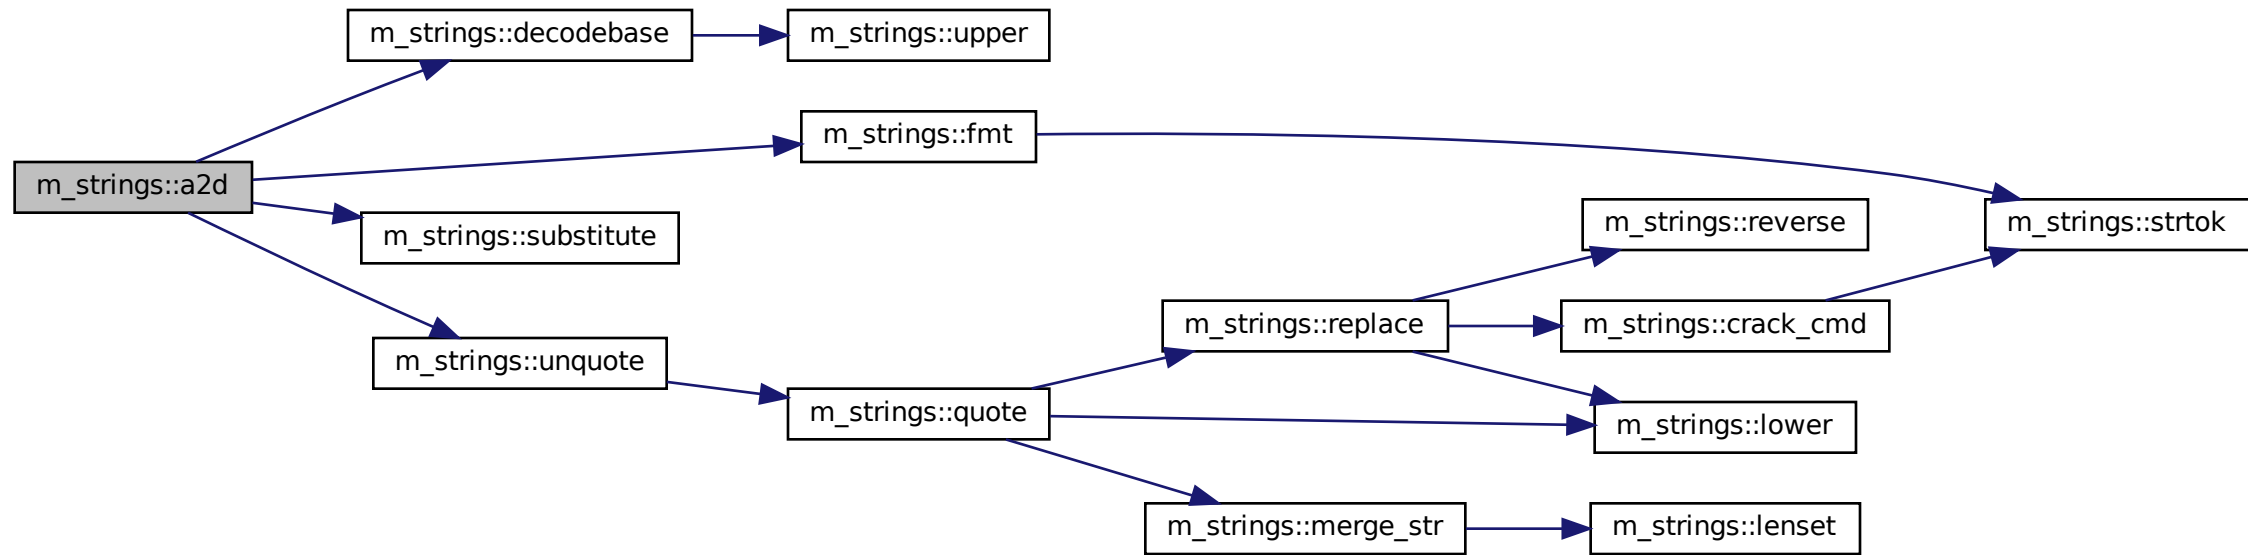 m_strings::decodebase
m_strings::upper
m_strings::fmt
m_strings::a2d
m_strings::substitute
m_strings::reverse
m_strings::strtok
m_strings::replace
m_strings::crack_cmd
m_strings::unquote
m_strings::quote
m_strings::lower
m_strings::merge_str
m_strings::lenset